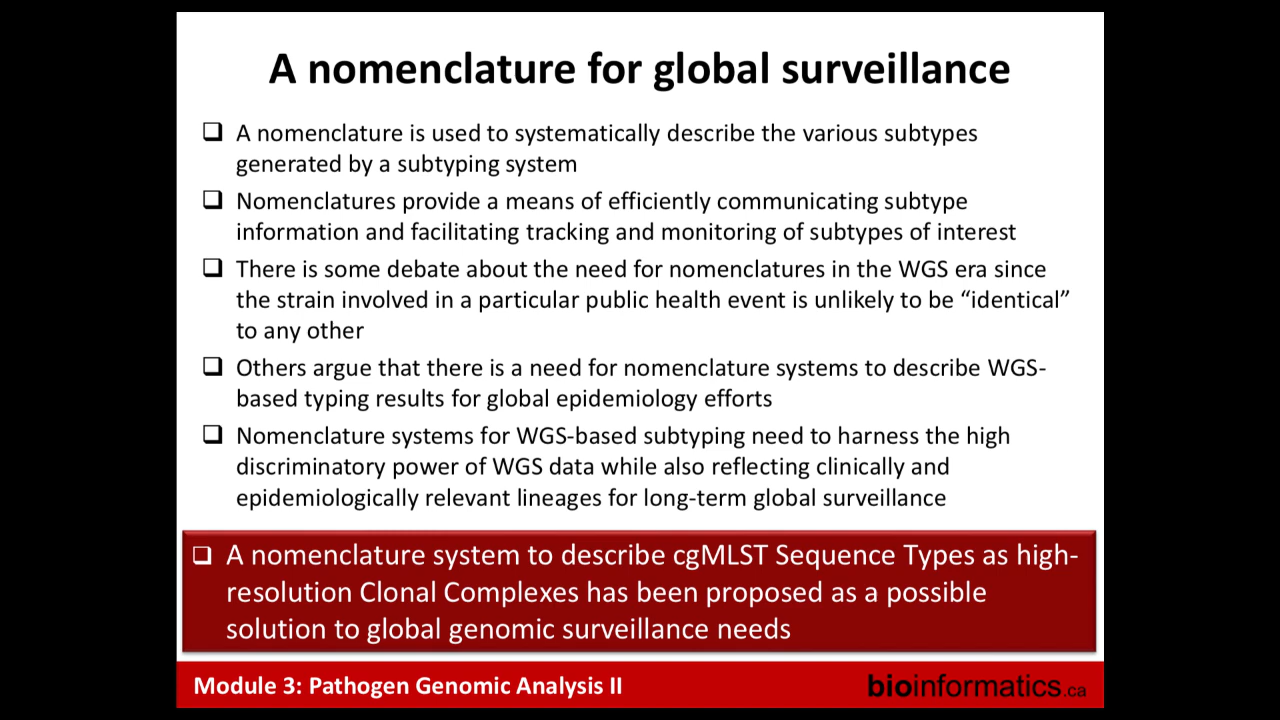 A nomenclature for global surveillance
❑ A nomenclature is used to systematically describe the various subtypes
generated by a subtyping system
❑ Nomenclatures provide a means of efficiently communicating subtype
information and facilitating tracking and monitoring of subtypes of interest
❑ There is some debate about the need for nomenclatures in the WGS era since
the strain involved in a particular public health event is unlikely to be “identical”
to any other
❑ Others argue that there is a need for nomenclature systems to describe WGS-
based typing results for global epidemiology efforts
❑ Nomenclature systems for WGS-based subtyping need to harness the high
discriminatory power of WGS data while also reflecting clinically and
epidemiologically relevant lineages for long-term global surveillance
❑ A nomenclature system to describe cgMLST Sequence Types as high-
resolution Clonal Complexes has been proposed as a possible
solution to global genomic surveillance needs
Module 3: Pathogen Genomic Analysis II
bioinformatics.ca